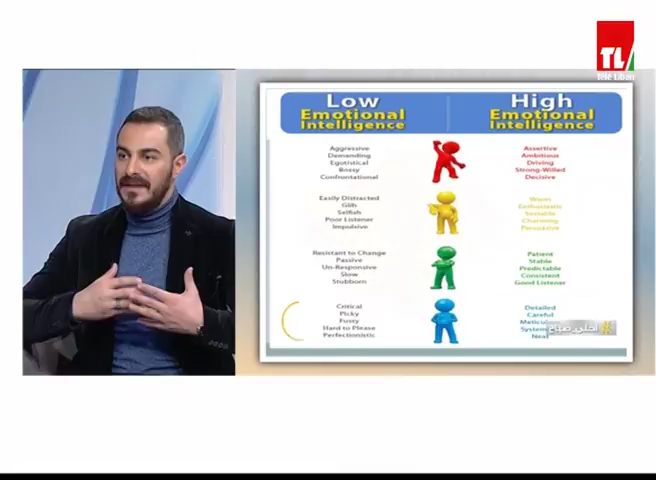 TL
Télé Liban
Low
Emotional
Intelligence
High
Emotional
Intelligence
Aggressive
Demanding
Egotistical
Bossy
Confrontational
Assertive
Ambitious
Driving
Strong-Willed
Decisive
Easily Distracted
Glib
Selfish
Poor Listener
Impulsive
Warm
Enthusiastic
Sociable
Charming
Persuasive
Resistant to Change
Passive
Un-Responsive
Slow
Stubborn
Patient
Stable
Predictable
Consistent
Good Listener
Critical
Picky
Fussy
Hard to Please
Perfectionistic
Detailed
Careful
Neat
#احلى_صباح